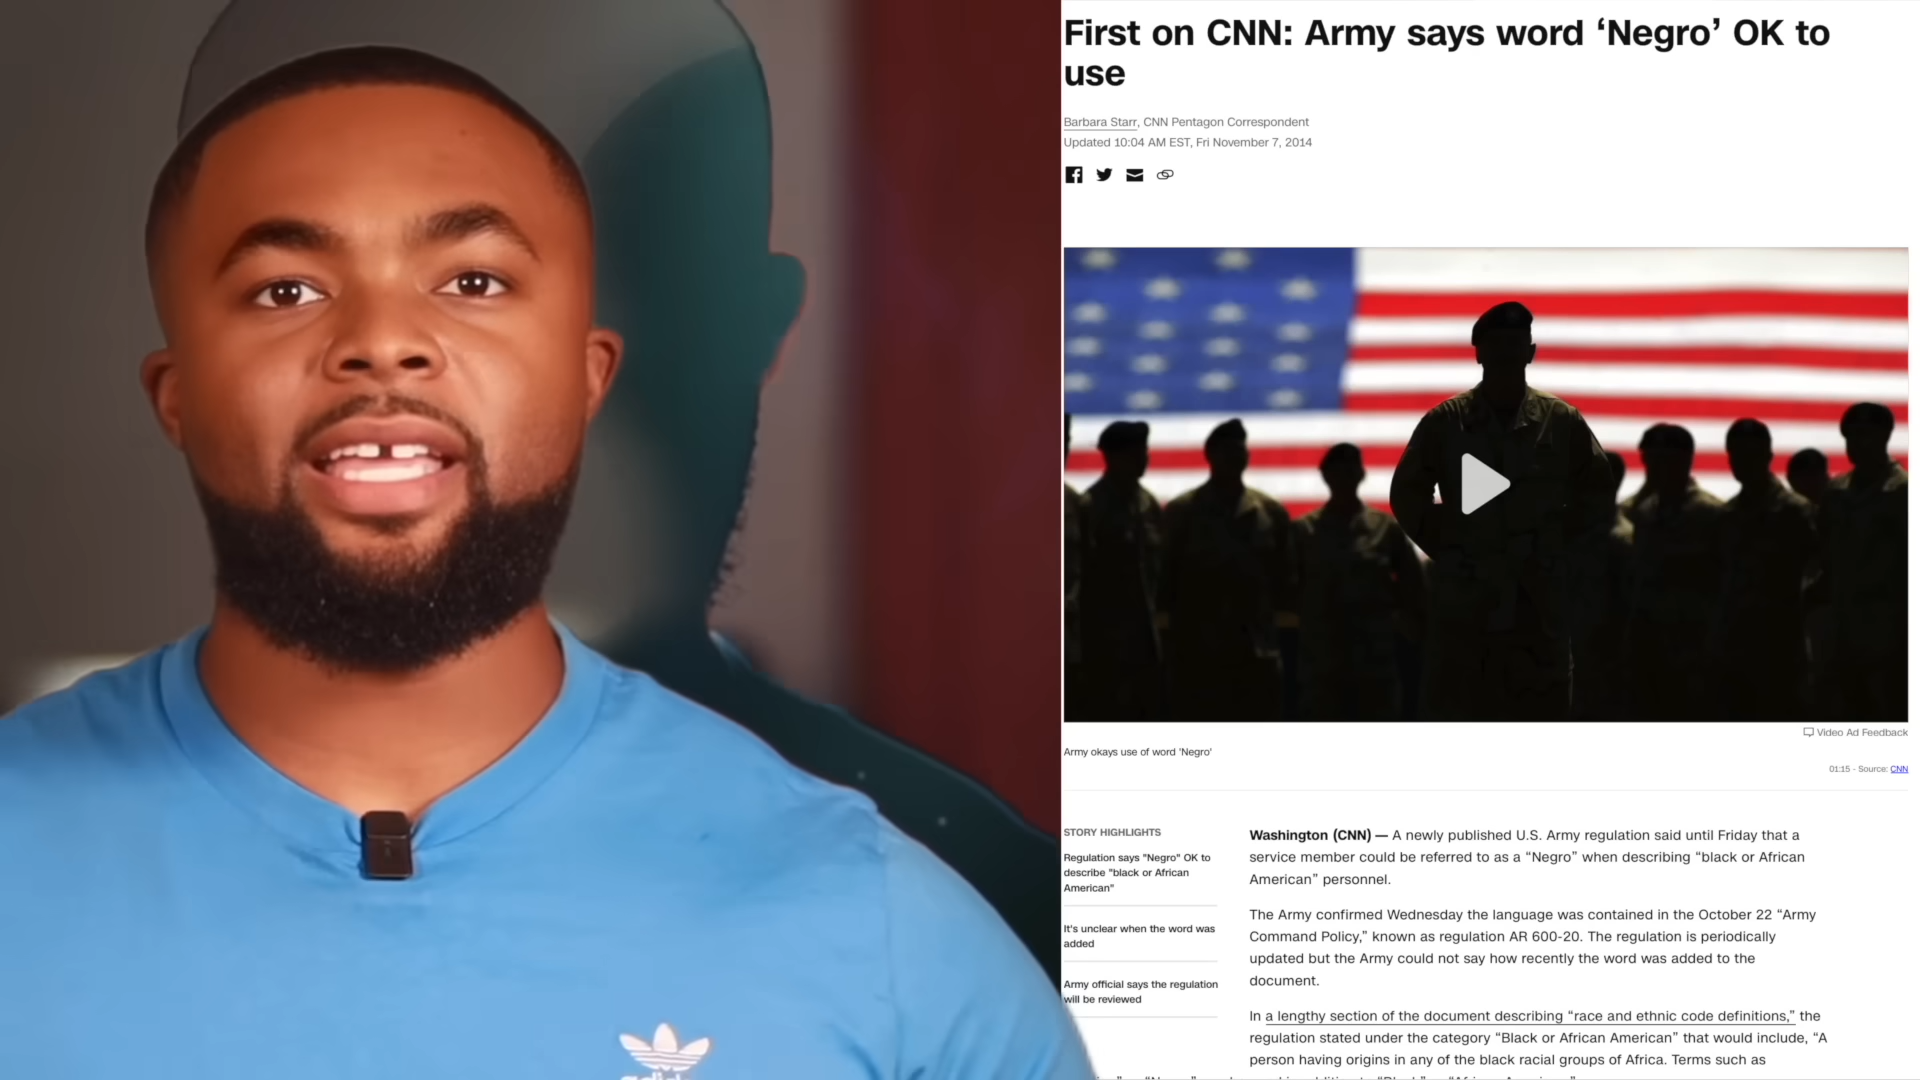 First on CNN: Army says word ‘Negro’ OK to
use
Barbara Starr, CNN Pentagon Correspondent
Updated 10:04 AM EST, Fri November 7, 2014
Video Ad Feedback
Army okays use of word 'Negro'
01:15 - Source: CNN
STORY HIGHLIGHTS
Regulation says "Negro" OK to
describe "black or African
American"
It's unclear when the word was
added
Army official says the regulation
will be reviewed
Washington (CNN) — A newly published U.S. Army regulation said until Friday that a
service member could be referred to as a “Negro” when describing “black or African
American” personnel.
The Army confirmed Wednesday the language was contained in the October 22 “Army
Command Policy,” known as regulation AR 600-20. The regulation is periodically
updated but the Army could not say how recently the word was added to the
document.
In a lengthy section of the document describing “race and ethnic code definitions,” the
regulation stated under the category “Black or African American” that would include, “A
person having origins in any of the black racial groups of Africa. Terms such as